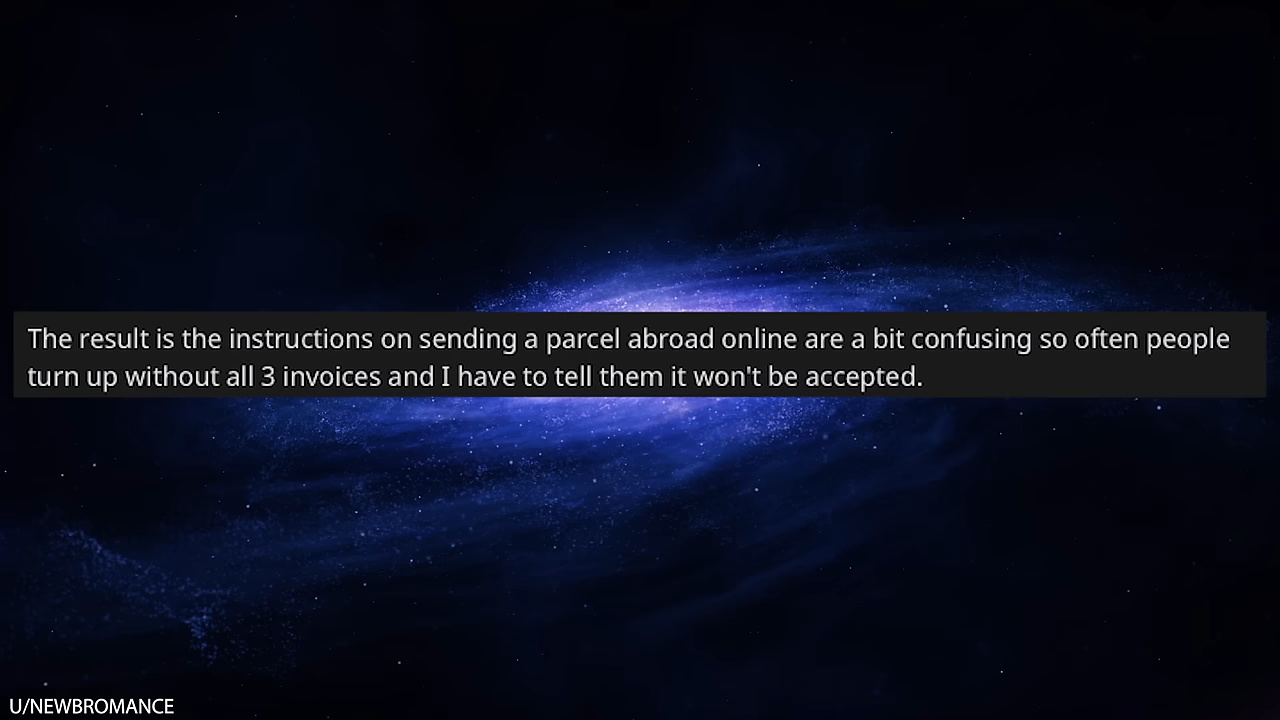 The result is the instructions on sending a parcel abroad online are a bit confusing so often people
turn up without all 3 invoices and I have to tell them it won't be accepted.
U/NEWBROMANCE